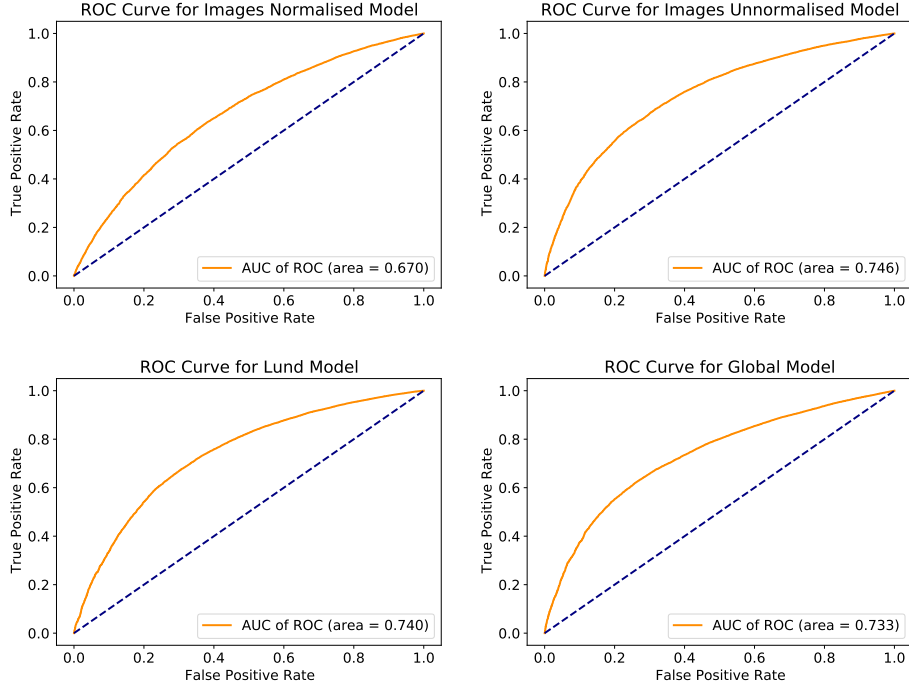 ROC Curve for Images Normalised Model
True Positive Rate
1.0
0.8
0.6
0.4
0.2
0.0
AUC of ROC (area = 0.670)
0.0 0.2 0.4 0.6 0.8 1.0
False Positive Rate
ROC Curve for Images Unnormalised Model
True Positive Rate
1.0
0.8
0.6
0.4
0.2
0.0
AUC of ROC (area = 0.746)
0.0 0.2 0.4 0.6 0.8 1.0
False Positive Rate
ROC Curve for Lund Model
True Positive Rate
1.0
0.8
0.6
0.4
0.2
0.0
AUC of ROC (area = 0.740)
0.0 0.2 0.4 0.6 0.8 1.0
False Positive Rate
ROC Curve for Global Model
True Positive Rate
1.0
0.8
0.6
0.4
0.2
0.0
AUC of ROC (area = 0.733)
0.0 0.2 0.4 0.6 0.8 1.0
False Positive Rate